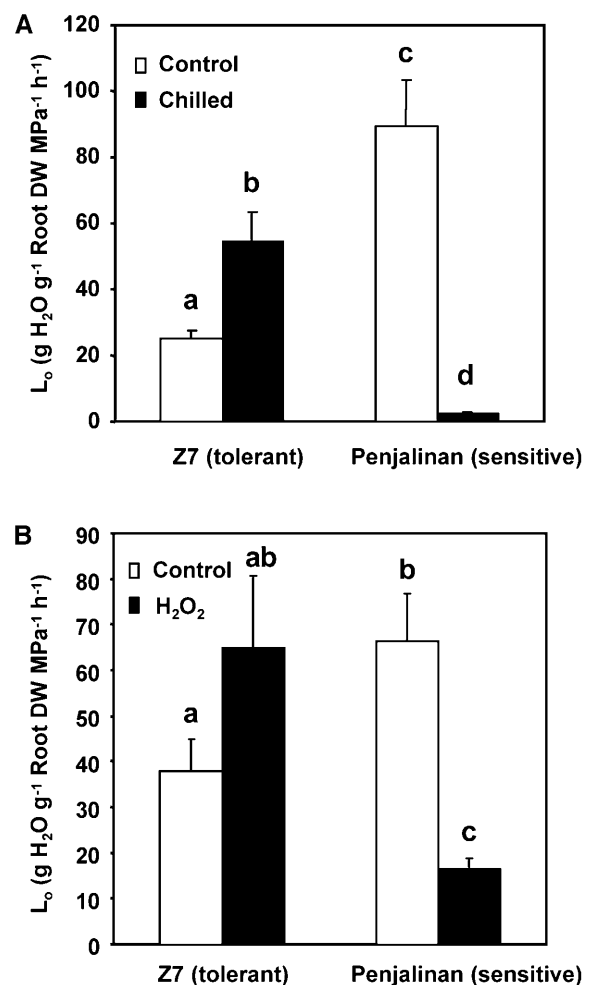 A
L₀ (g H₂O g⁻¹ Root DW MPa⁻¹ h⁻¹)
120
100
80
60
40
20
0
Control
Chilled
a
b
c
d
Z7 (tolerant)
Penjalinan (sensitive)
B
L₀ (g H₂O g⁻¹ Root DW MPa⁻¹ h⁻¹)
90
80
70
60
50
40
30
20
10
0
Control
H₂O₂
a
ab
b
c
Z7 (tolerant)
Penjalinan (sensitive)